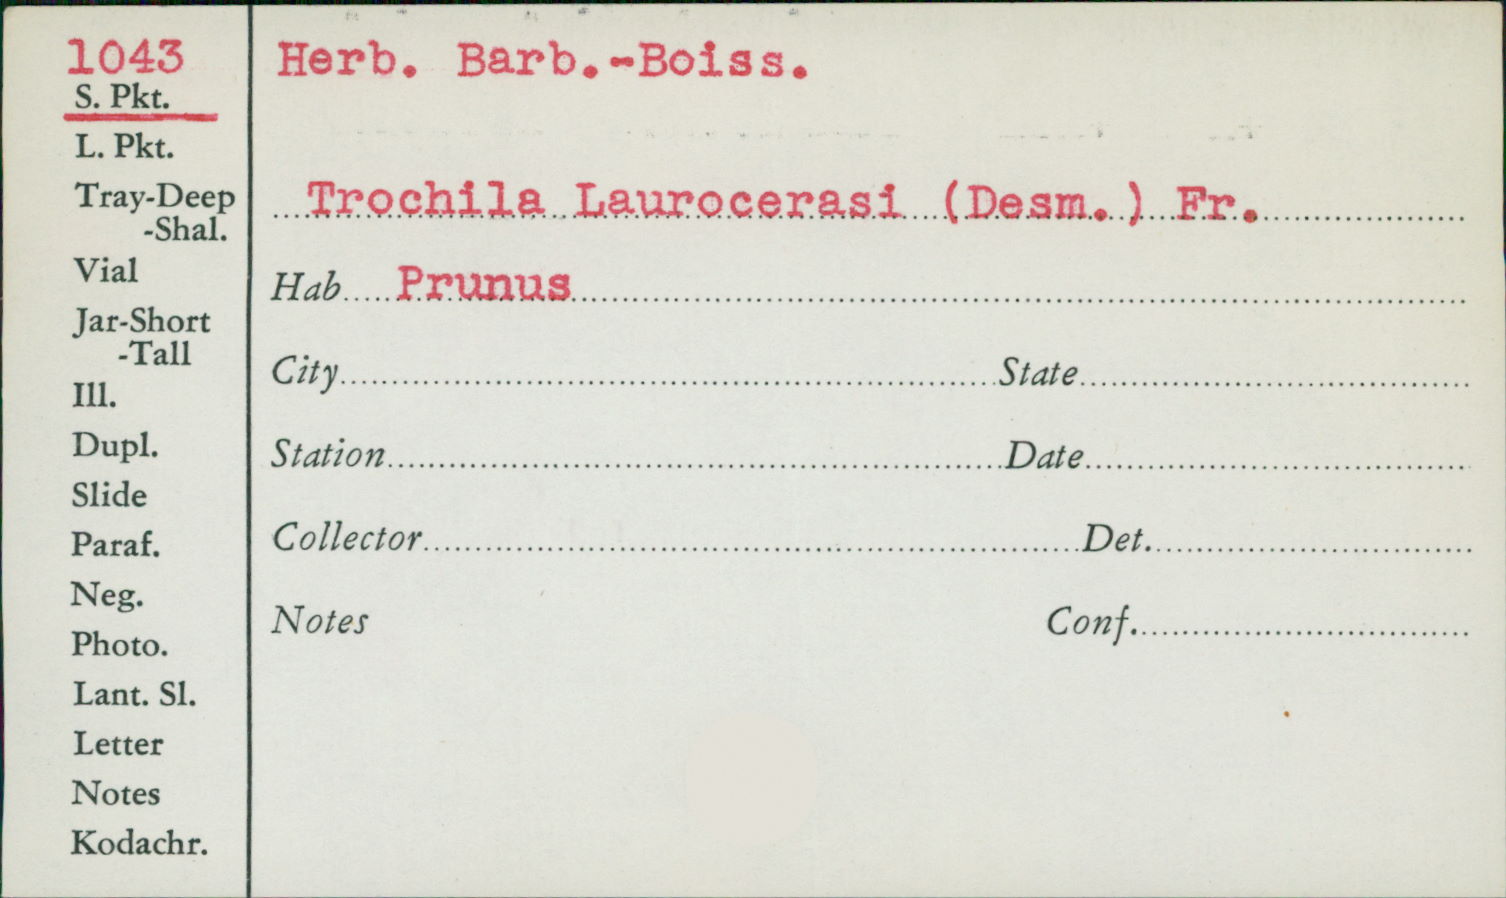 1043
S. Pkt.
L. Pkt.
Tray-Deep
-Shal.
Vial
Jar-Short
-Tall
Ill.
Dupl.
Slide
Paraf.
Neg.
Photo.
Lant. Sl.
Letter
Notes
Kodachr.
Herb. Barb.-Boiss.
Trochila Laurocerasi (Desm.) Fr.
Hab Prunus
City State
Station Date
Collector Det.
Notes Conf.